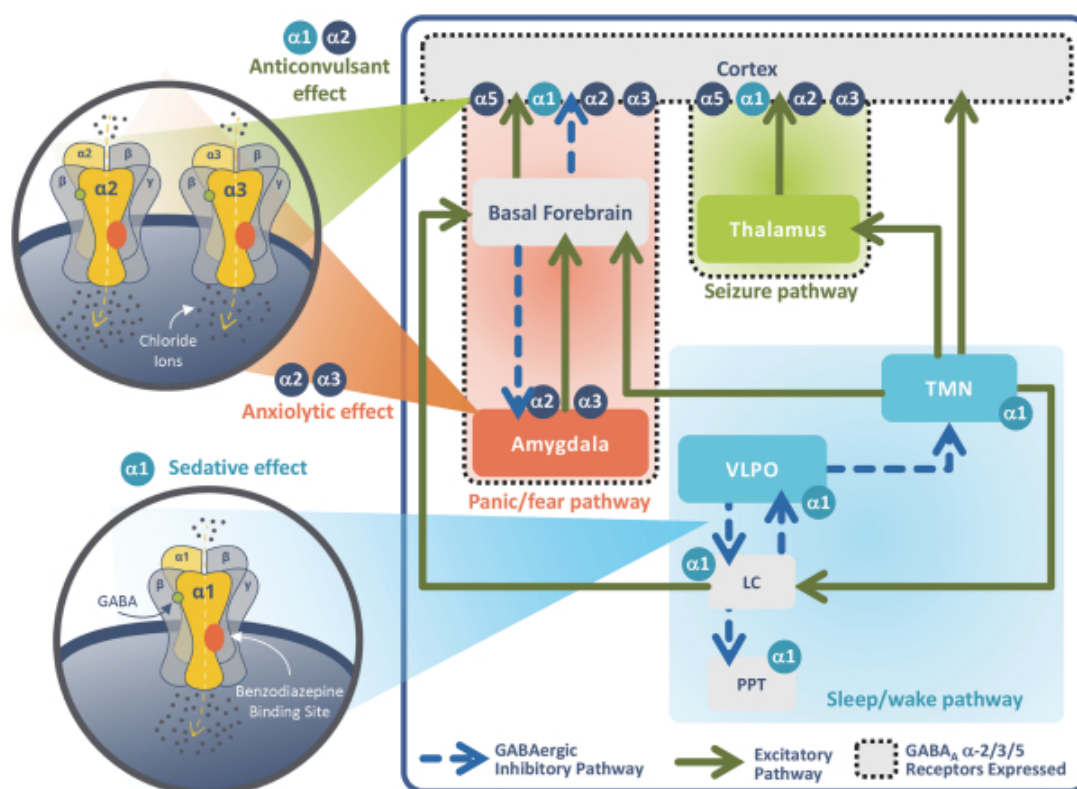 α1 α2
Anticonvulsant
effect
α2 β α3 β
β α2 γ β α3 γ
Chloride
Ions
α2 α3
Anxiolytic effect
α1 Sedative effect
α1 β
β α1 γ
GABA
Benzodiazepine
Binding Site
Cortex
α5 α1 α2 α3
α5 α1 α2 α3
Basal Forebrain
Thalamus
Seizure pathway
α2 α3
Amygdala
Panic/fear pathway
TMN
α1
VLPO
α1
α1
LC
α1
PPT
Sleep/wake pathway
GABAergic
Inhibitory Pathway
Excitatory
Pathway
GABA_A α-2/3/5
Receptors Expressed